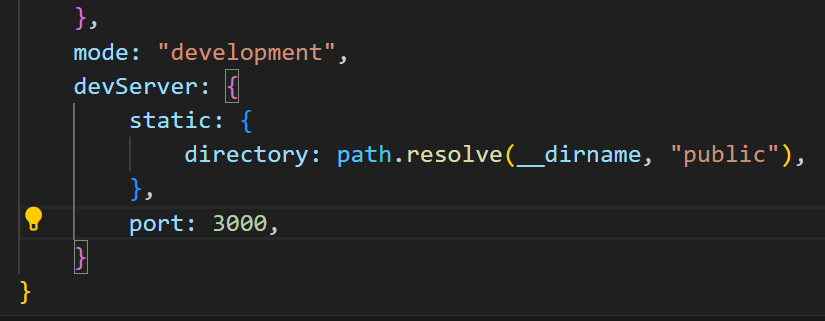 },
    mode: "development",
    devServer: {
        static: {
            directory: path.resolve(__dirname, "public"),
        },
        port: 3000,
    }
}